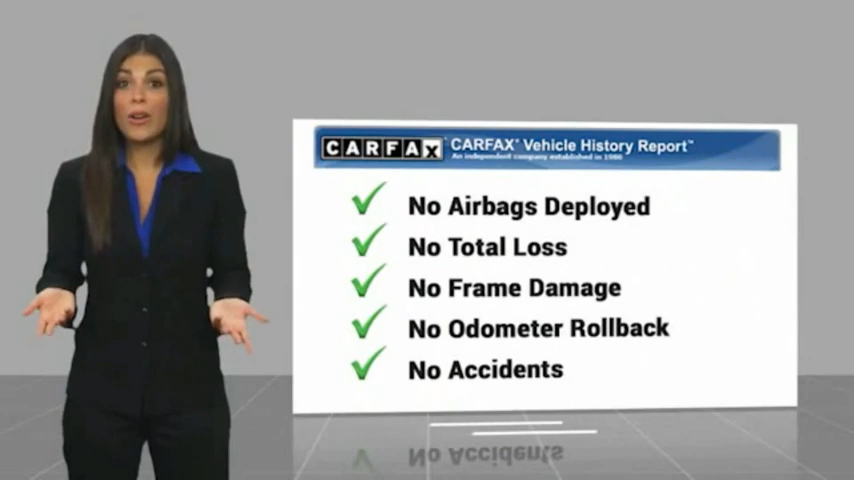 CARFAX CARFAX® Vehicle History Report™
An independent company established in 1986
No Airbags Deployed
No Total Loss
No Frame Damage
No Odometer Rollback
No Accidents
No Accidents